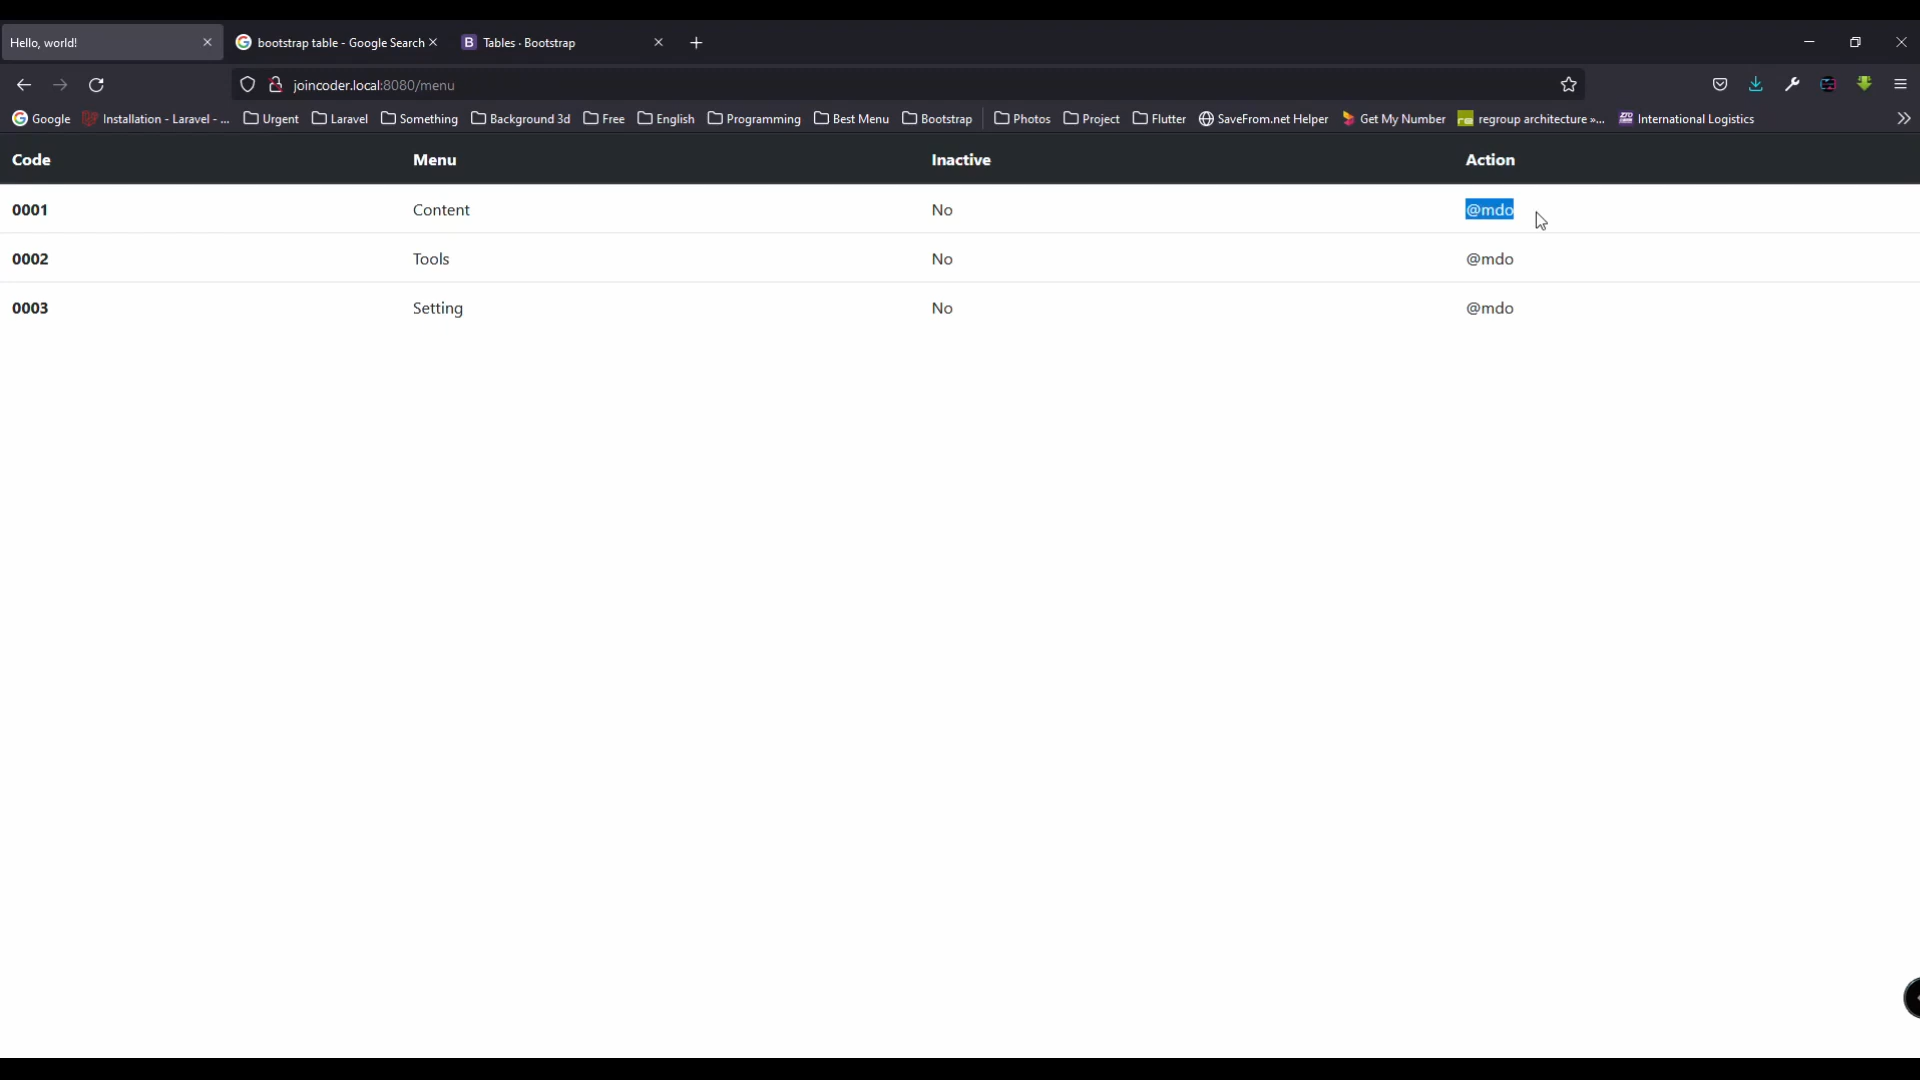 Hello, world! bootstrap table - Google Search Tables · Bootstrap
joincoder.local:8080/menu
Google Installation - Laravel - ... Urgent Laravel Something Background 3d Free English Programming Best Menu Bootstrap Photos Project Flutter SaveFrom.net Helper Get My Number regroup architecture »... International Logistics
Code Menu Inactive Action
0001 Content No @mdo
0002 Tools No @mdo
0003 Setting No @mdo